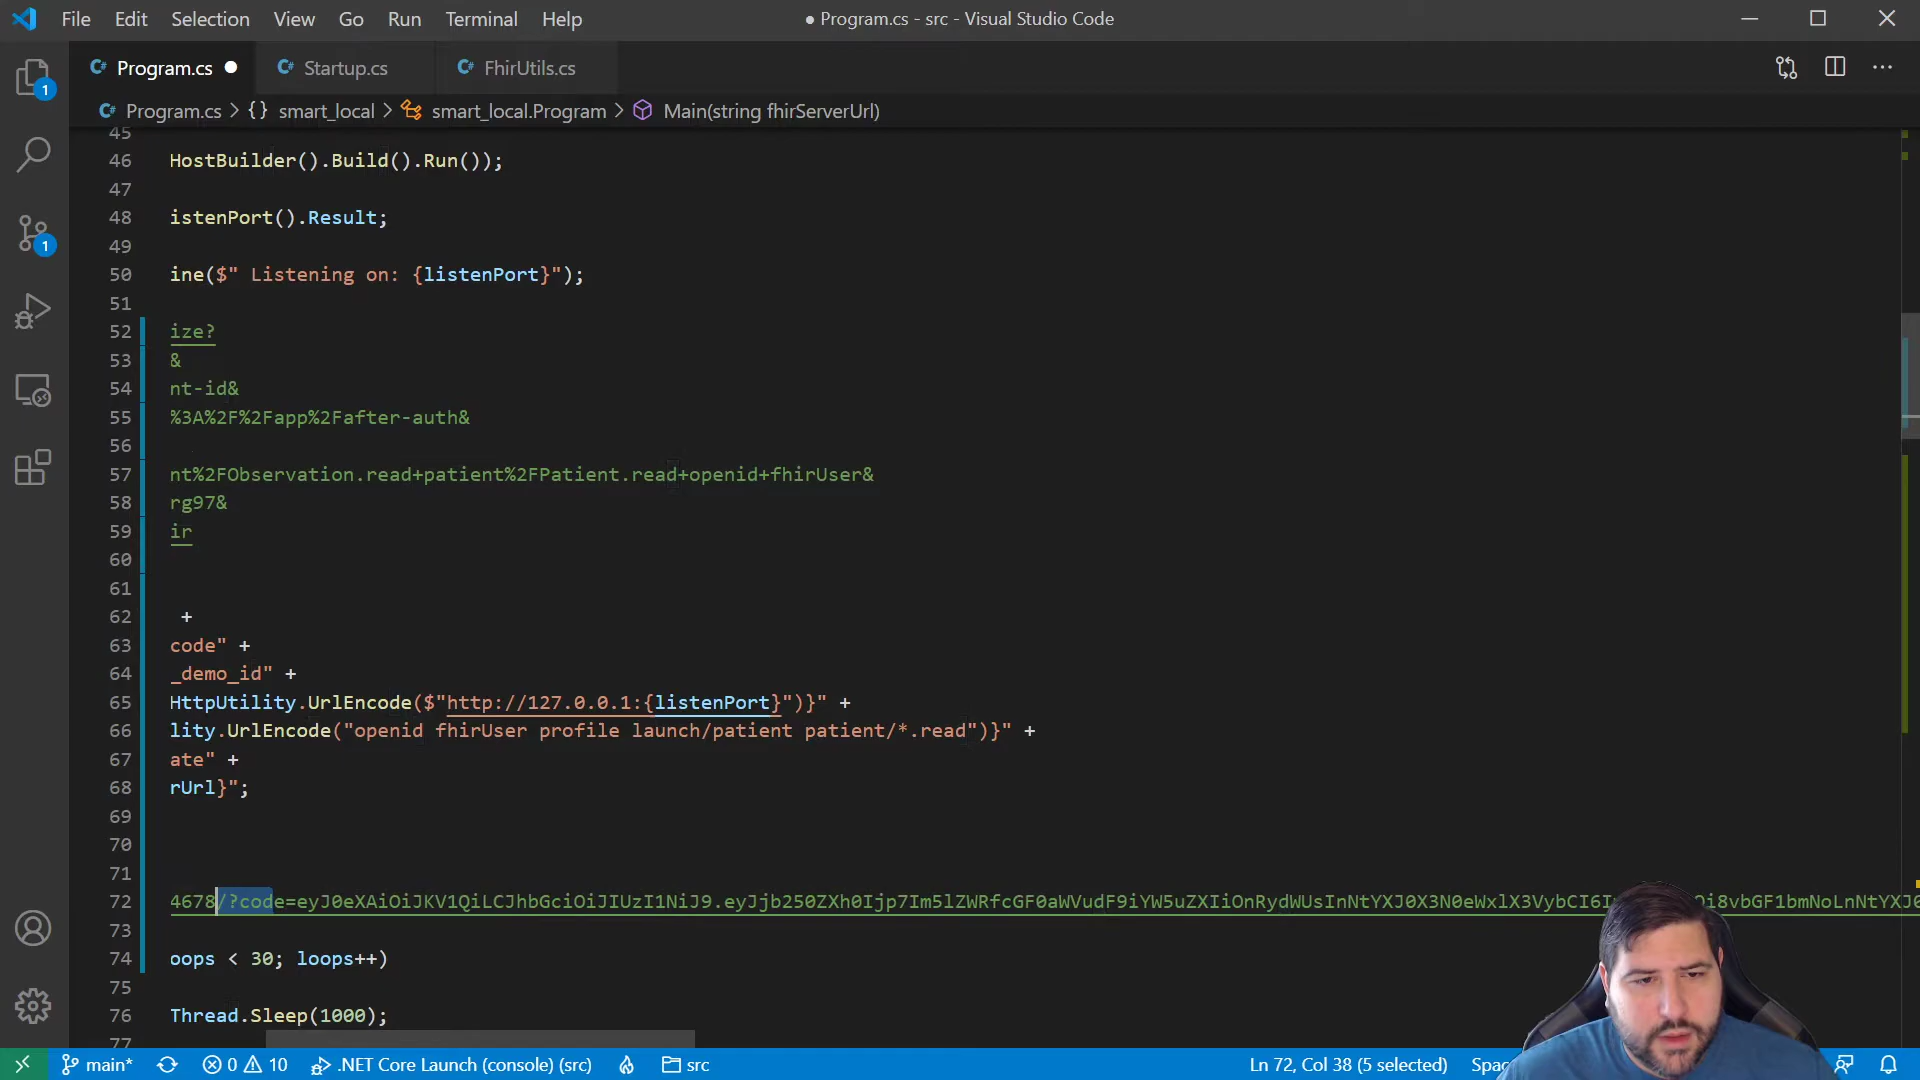 File Edit Selection View Go Run Terminal Help
● Program.cs - src - Visual Studio Code
C# Program.cs ●
C# Startup.cs
C# FhirUtils.cs
C# Program.cs > {} smart_local > smart_local.Program > Main(string fhirServerUrl)
45
46 HostBuilder().Build().Run());
47
48 istenPort().Result;
49
50 ine($" Listening on: {listenPort}");
51
52 ize?
53 &
54 nt-id&
55 %3A%2F%2Fapp%2Fafter-auth&
56
57 nt%2FObservation.read+patient%2FPatient.read+openid+fhirUser&
58 rg97&
59 ir
60
61
62 +
63 code" +
64 _demo_id" +
65 HttpUtility.UrlEncode($"http://127.0.0.1:{listenPort}")}" +
66 lity.UrlEncode("openid fhirUser profile launch/patient patient/*.read")}" +
67 ate" +
68 rUrl}";
69
70
71
72 4678/?code=
73
74 oops < 30; loops++)
75
76 Thread.Sleep(1000);
77
1
1
main* 0 10 .NET Core Launch (console) (src) src
Ln 72, Col 38 (5 selected)